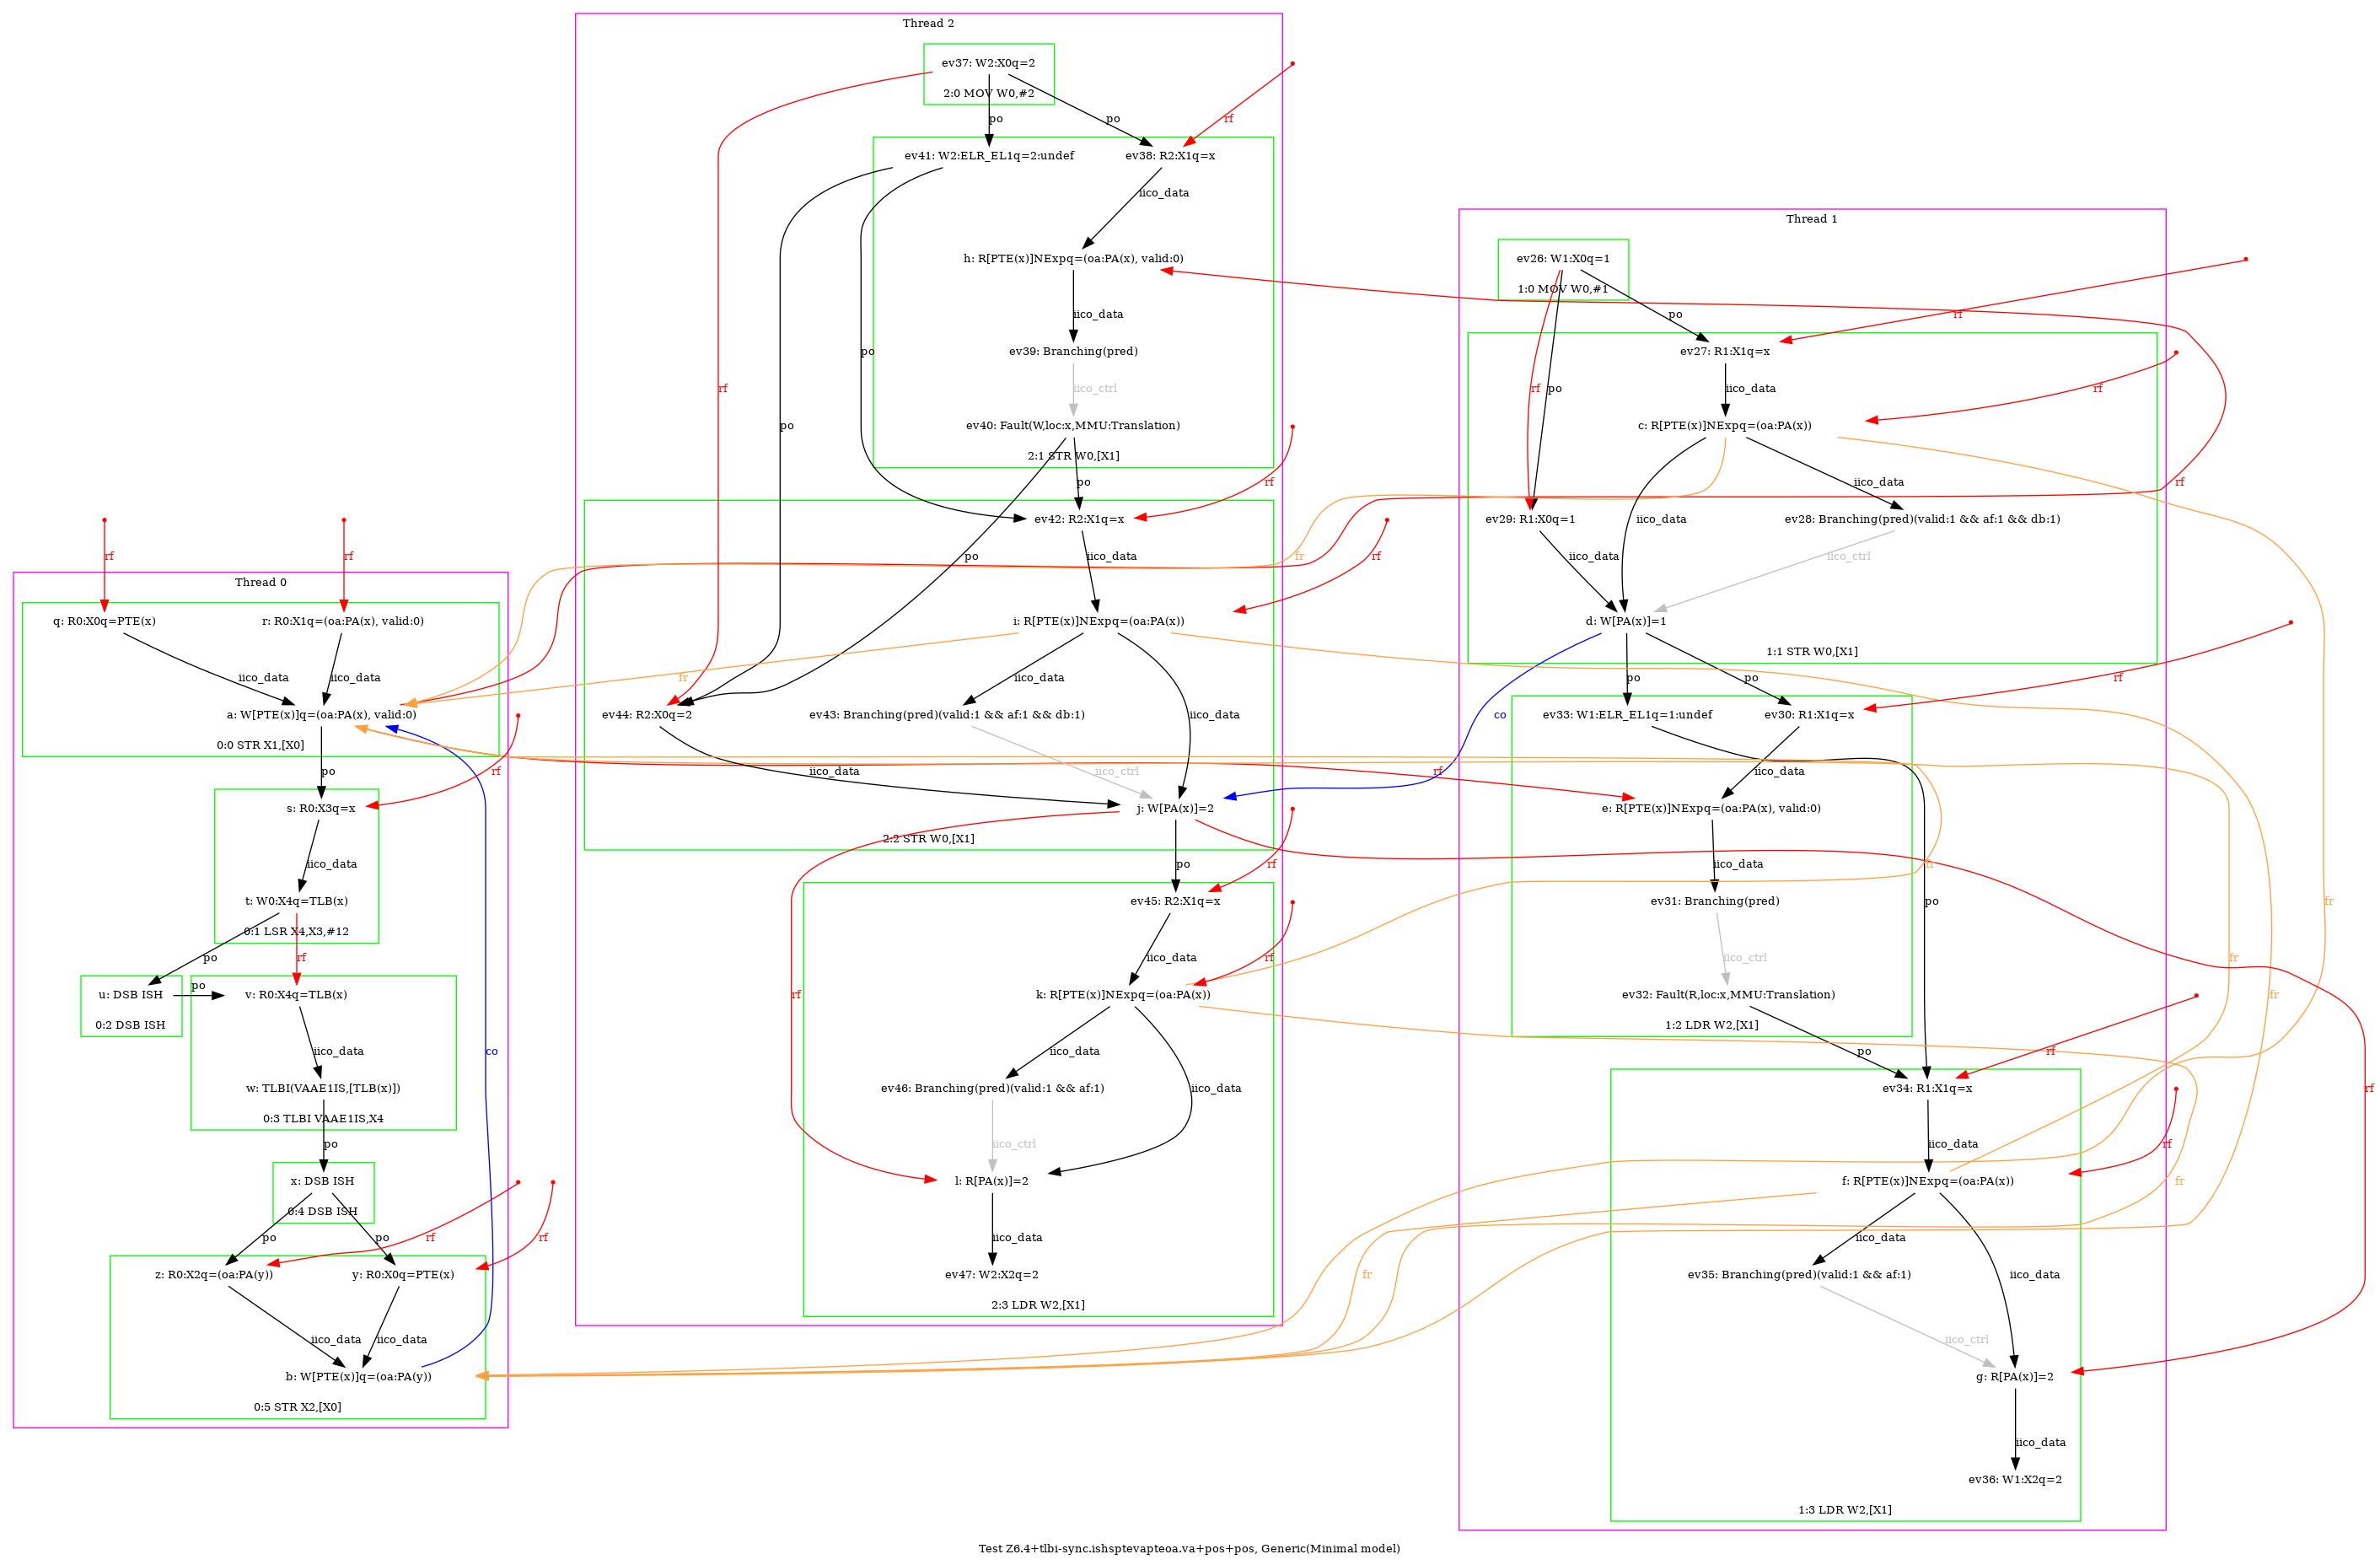 Thread 2
ev37: W2:X0q=2
2:0 MOV W0,#2
rf
po
po
rf
ev41: W2:ELR_EL1q=2:undef
ev38: R2:X1q=x
iico_data
Thread 1
h: R[PTE(x)]NExpq=(oa:PA(x), valid:0)
ev26: W1:X0q=1
1:0 MOV W0,#1
iico_data
po
rf
ev39: Branching(pred)
ev27: R1:X1q=x
po
rf
iico_ctrl
rf
po
iico_data
rf
po
ev40: Fault(W,loc:x,MMU:Translation)
c: R[PTE(x)]NExpq=(oa:PA(x))
2:1 STR W0,[X1]
po
rf
iico_data
rf
ev42: R2:X1q=x
ev29: R1:X0q=1
ev28: Branching(pred)(valid:1 && af:1 && db:1)
iico_data
rf
rf
po
iico_data
rf
fr
iico_data
iico_ctrl
Thread 0
q: R0:X0q=PTE(x)
r: R0:X1q=(oa:PA(x), valid:0)
i: R[PTE(x)]NExpq=(oa:PA(x))
d: W[PA(x)]=1
1:1 STR W0,[X1]
iico_data
iico_data
fr
iico_data
po
po
rf
a: W[PTE(x)]q=(oa:PA(x), valid:0)
ev44: R2:X0q=2
ev43: Branching(pred)(valid:1 && af:1 && db:1)
iico_data
co
ev33: W1:ELR_EL1q=1:undef
ev30: R1:X1q=x
0:0 STR X1,[X0]
po
rf
iico_data
iico_ctrl
rf
iico_data
s: R0:X3q=x
j: W[PA(x)]=2
e: R[PTE(x)]NExpq=(oa:PA(x), valid:0)
2:2 STR W0,[X1]
iico_data
po
rf
fr
iico_data
t: W0:X4q=TLB(x)
ev45: R2:X1q=x
ev31: Branching(pred)
po
fr
0:1 LSR X4,X3,#12
po
rf
iico_data
rf
iico_ctrl
fr
u: DSB ISH
po
v: R0:X4q=TLB(x)
rf
k: R[PTE(x)]NExpq=(oa:PA(x))
ev32: Fault(R,loc:x,MMU:Translation)
fr
0:2 DSB ISH
1:2 LDR W2,[X1]
iico_data
co
iico_data
po
rf
w: TLBI(VAAE1IS,[TLB(x)])
ev46: Branching(pred)(valid:1 && af:1)
iico_data
ev34: R1:X1q=x
rf
0:3 TLBI VAAE1IS,X4
po
iico_ctrl
iico_data
rf
x: DSB ISH
l: R[PA(x)]=2
f: R[PTE(x)]NExpq=(oa:PA(x))
fr
0:4 DSB ISH
po
po
rf
rf
iico_data
iico_data
z: R0:X2q=(oa:PA(y))
y: R0:X0q=PTE(x)
ev47: W2:X2q=2
fr
ev35: Branching(pred)(valid:1 && af:1)
iico_data
2:3 LDR W2,[X1]
iico_data
iico_data
iico_ctrl
b: W[PTE(x)]q=(oa:PA(y))
g: R[PA(x)]=2
0:5 STR X2,[X0]
iico_data
ev36: W1:X2q=2
1:3 LDR W2,[X1]
Test Z6.4+tlbi-sync.ishsptevapteoa.va+pos+pos, Generic(Minimal model)